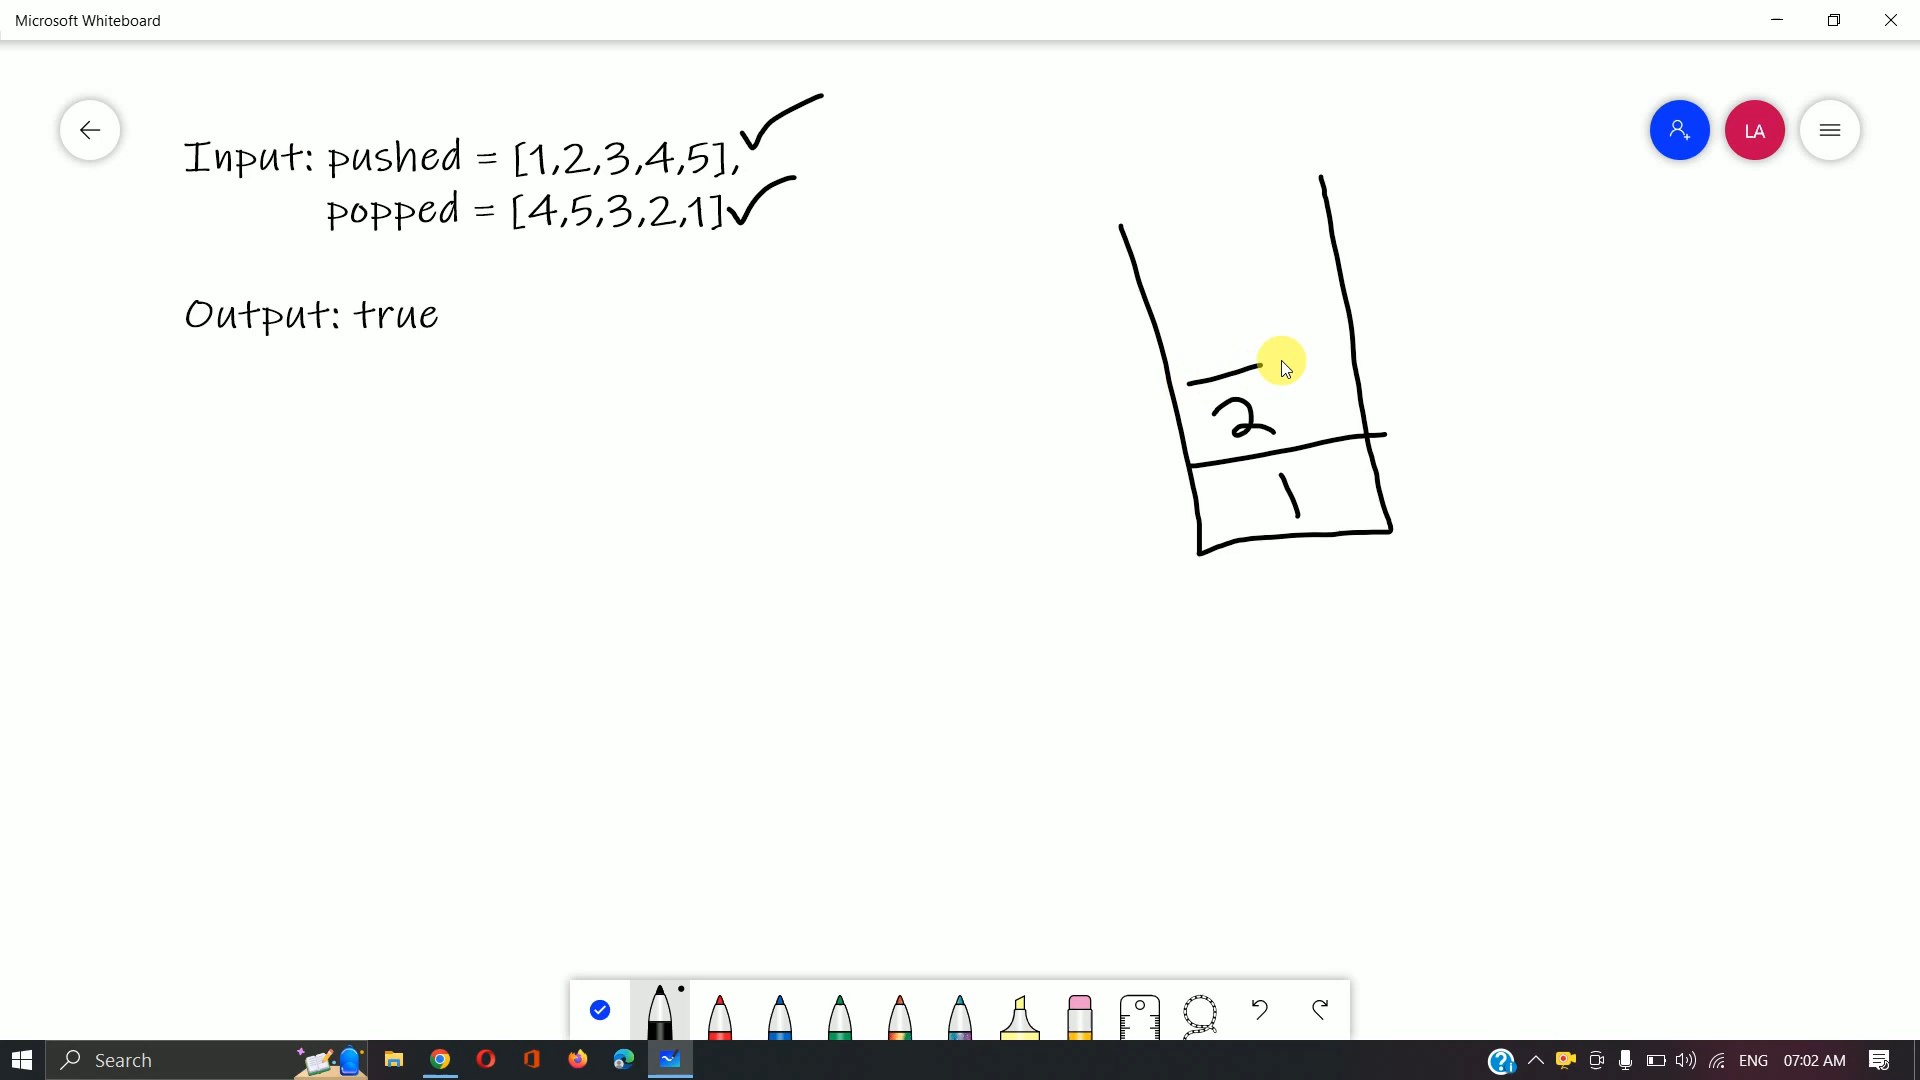 Microsoft Whiteboard
LA
Input: pushed = [1,2,3,4,5],
popped = [4,5,3,2,1]
Output: true
2
1
Search
ENG
07:02 AM